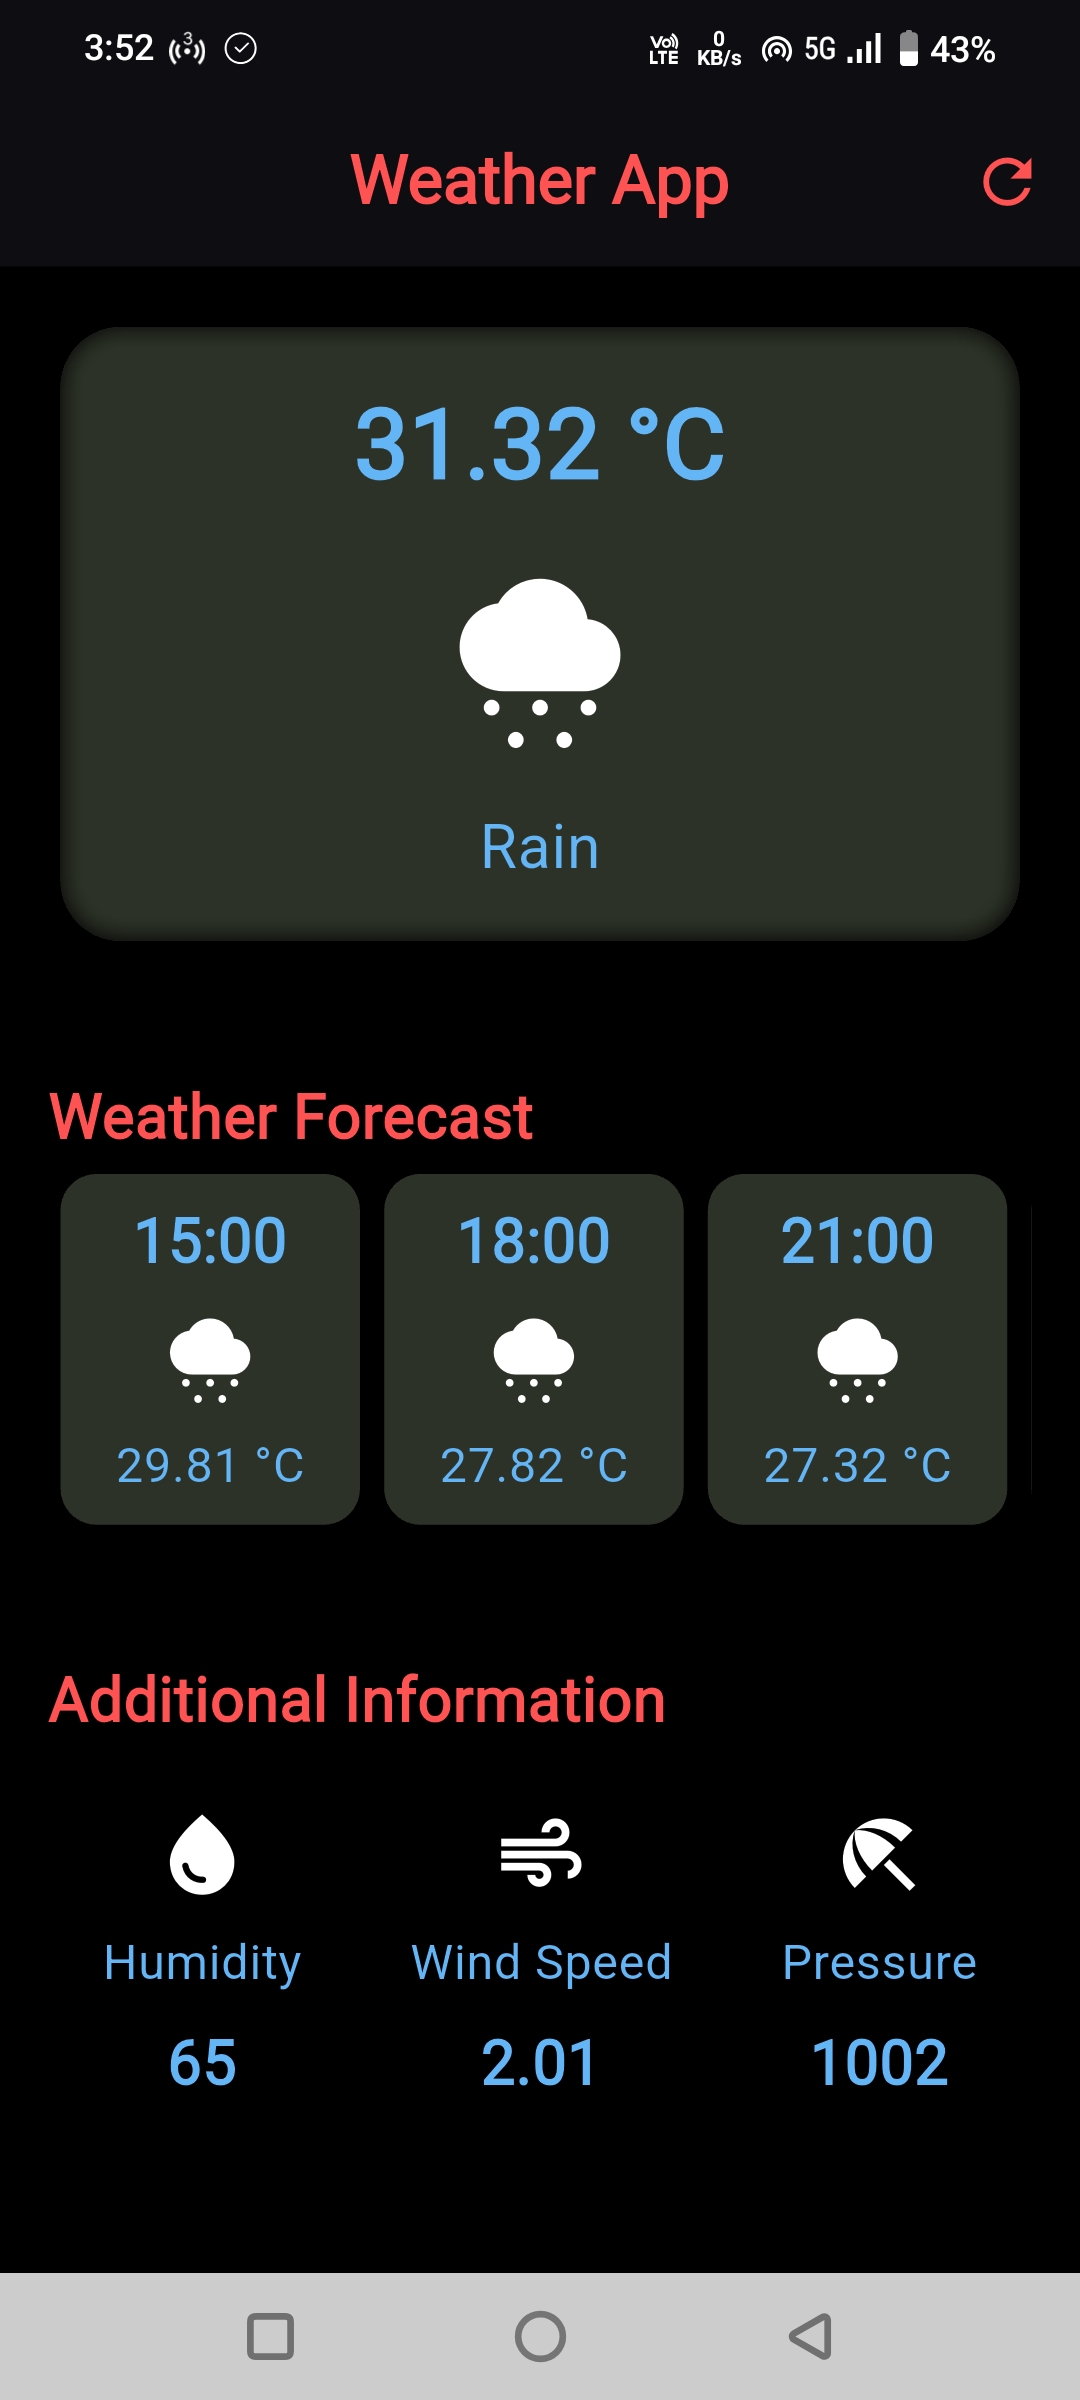 3:52 3 Vo) LTE 0 KB/s 5G 43%
Weather App
31.32 °C
Rain
Weather Forecast
15:00 18:00 21:00
29.81 °C 27.82 °C 27.32 °C
Additional Information
Humidity Wind Speed Pressure
65 2.01 1002